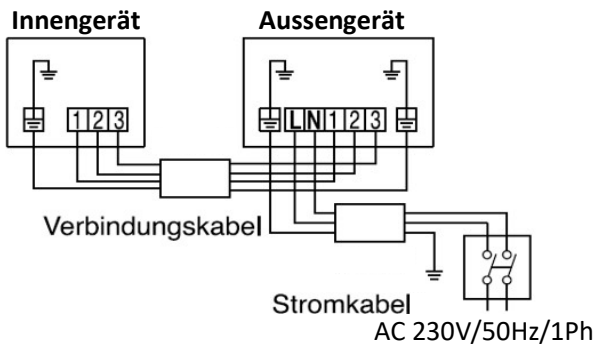 Innengerät Aussengerät
1 2 3 L N 1 2 3
Verbindungskabel
Stromkabel
AC 230V/50Hz/1Ph